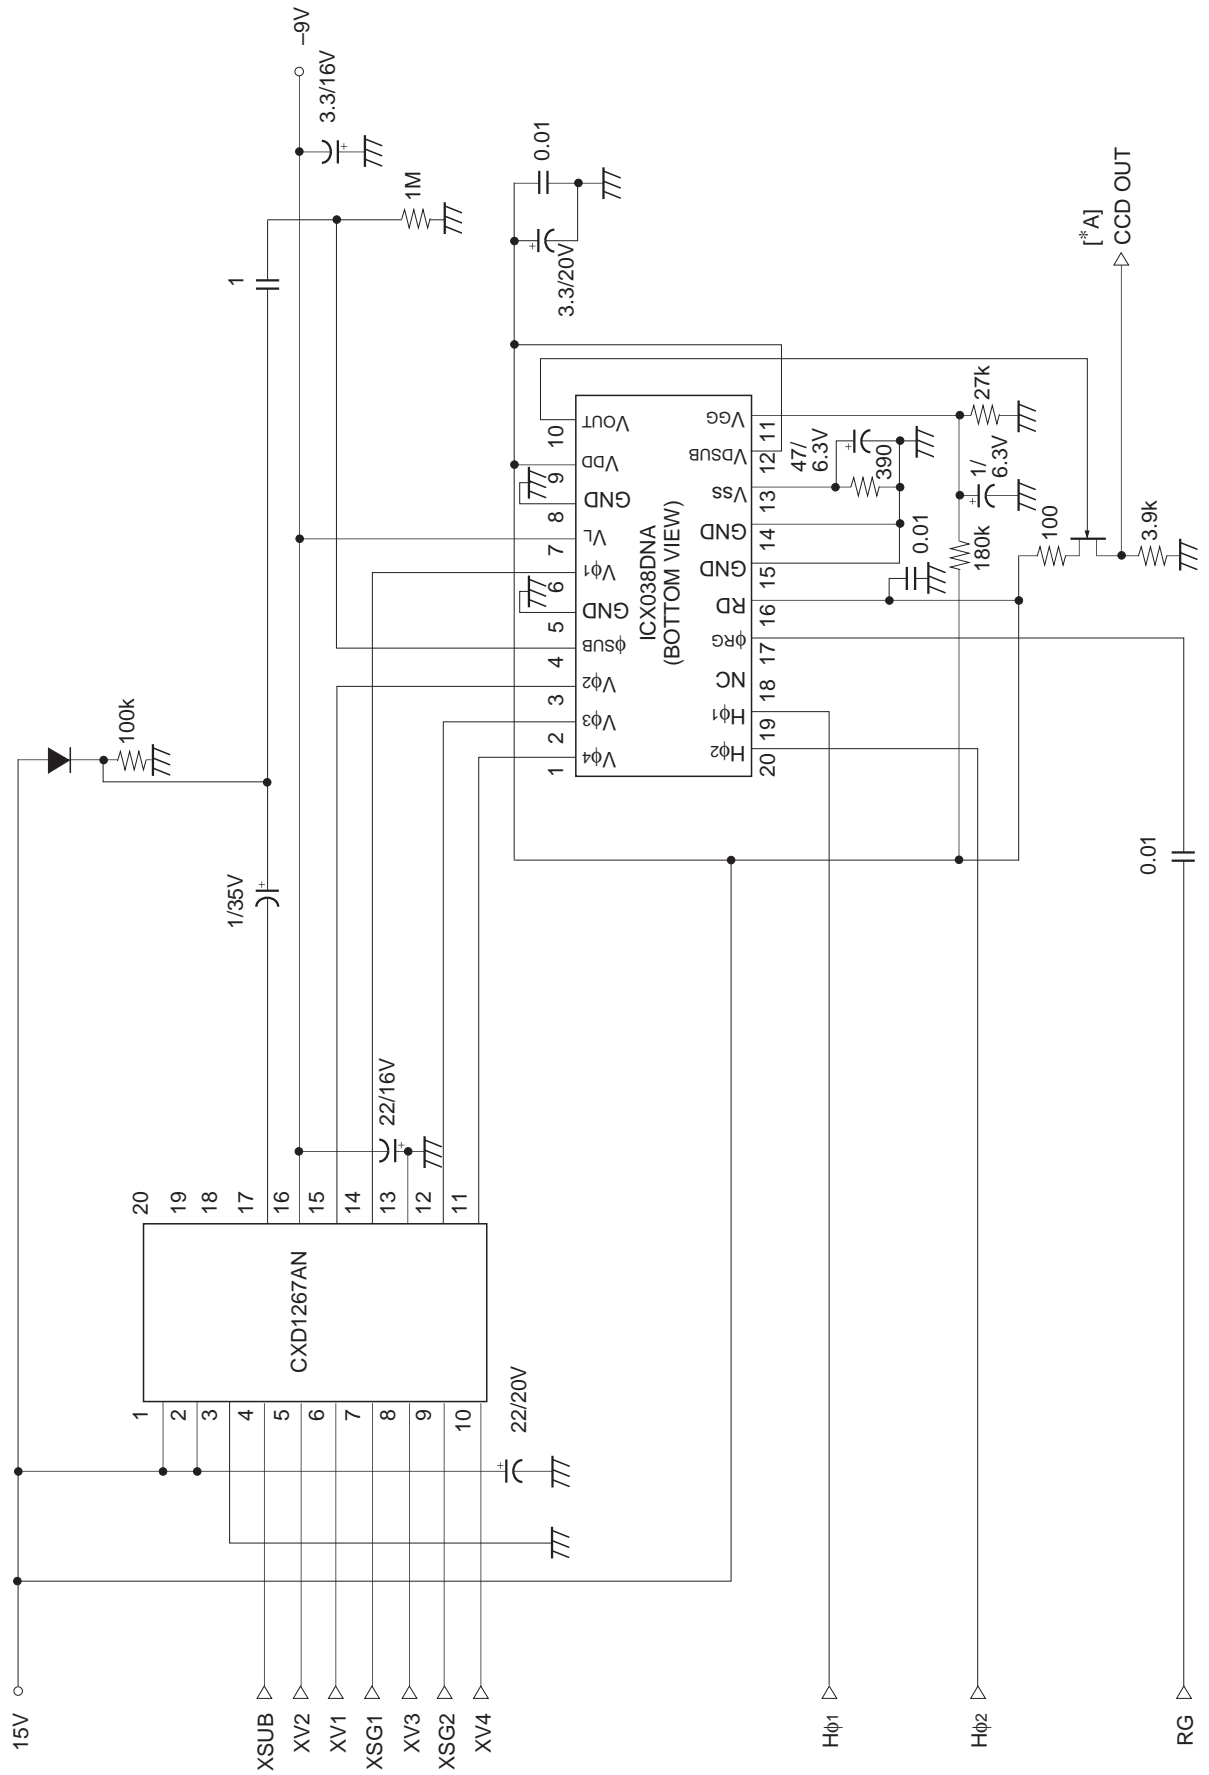 15V
XSUB
XV2
XV1
XSG1
XV3
XSG2
XV4
Hϕ1
Hϕ2
RG
22/20V
1
2
3
4
5
6
7
8
9
10
CXD1267AN
20
19
18
17
16
15
14
13
12
11
22/16V
1/35V
100k
1
1M
3.3/16V
–9V
0.01
3.3/20V
1
2
3
4
5
6
7
8
9
10
Vϕ4
Vϕ3
Vϕ2
ϕSUB
GND
Vϕ1
VL
GND
VDD
VOUT
ICX038DNA
(BOTTOM VIEW)
Hϕ2
Hϕ1
NC
ϕRG
RD
GND
GND
VSS
VDSUB
VGG
20
19
18
17
16
15
14
13
12
11
47/
6.3V
390
0.01
180k
1/
6.3V
27k
100
3.9k
0.01
[*A]
CCD OUT